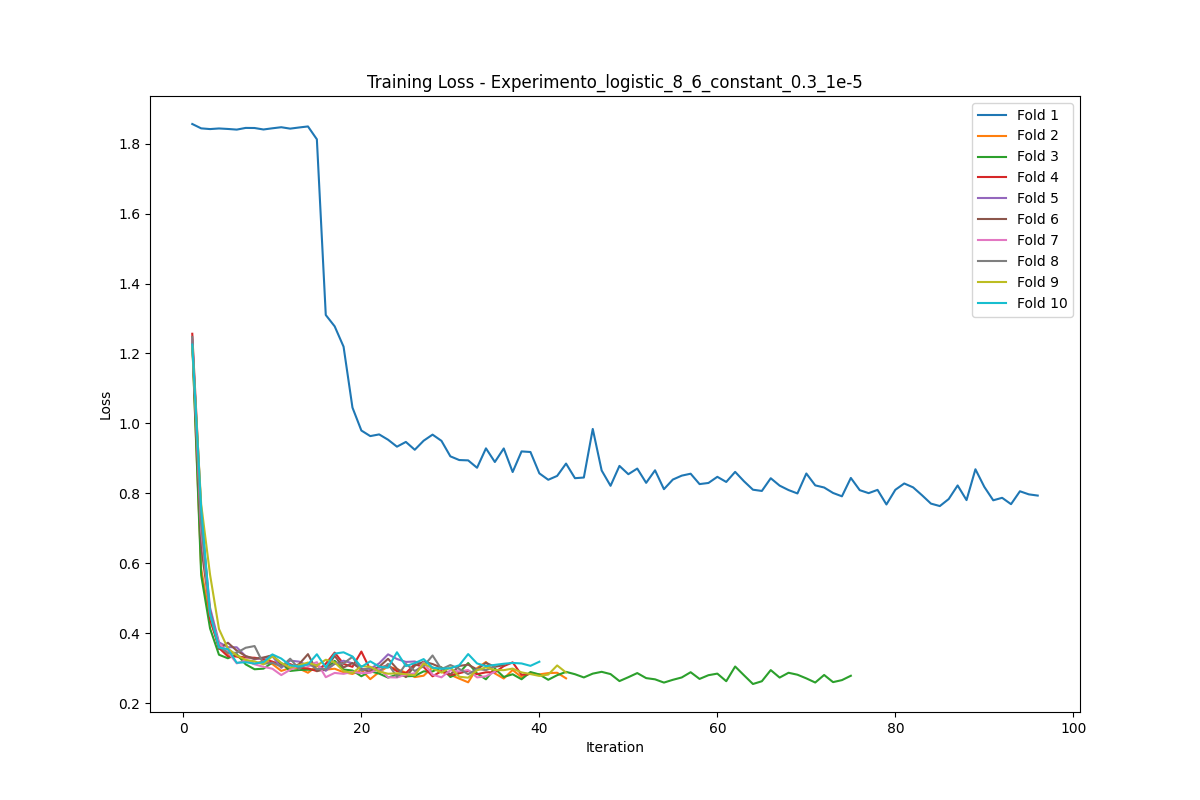 Training Loss - Experimento_logistic_8_6_constant_0.3_1e-5
Fold 1
Fold 2
Fold 3
Fold 4
Fold 5
Fold 6
Fold 7
Fold 8
Fold 9
Fold 10
Loss
1.8
1.6
1.4
1.2
1.0
0.8
0.6
0.4
0.2
0
20
40
60
80
100
Iteration